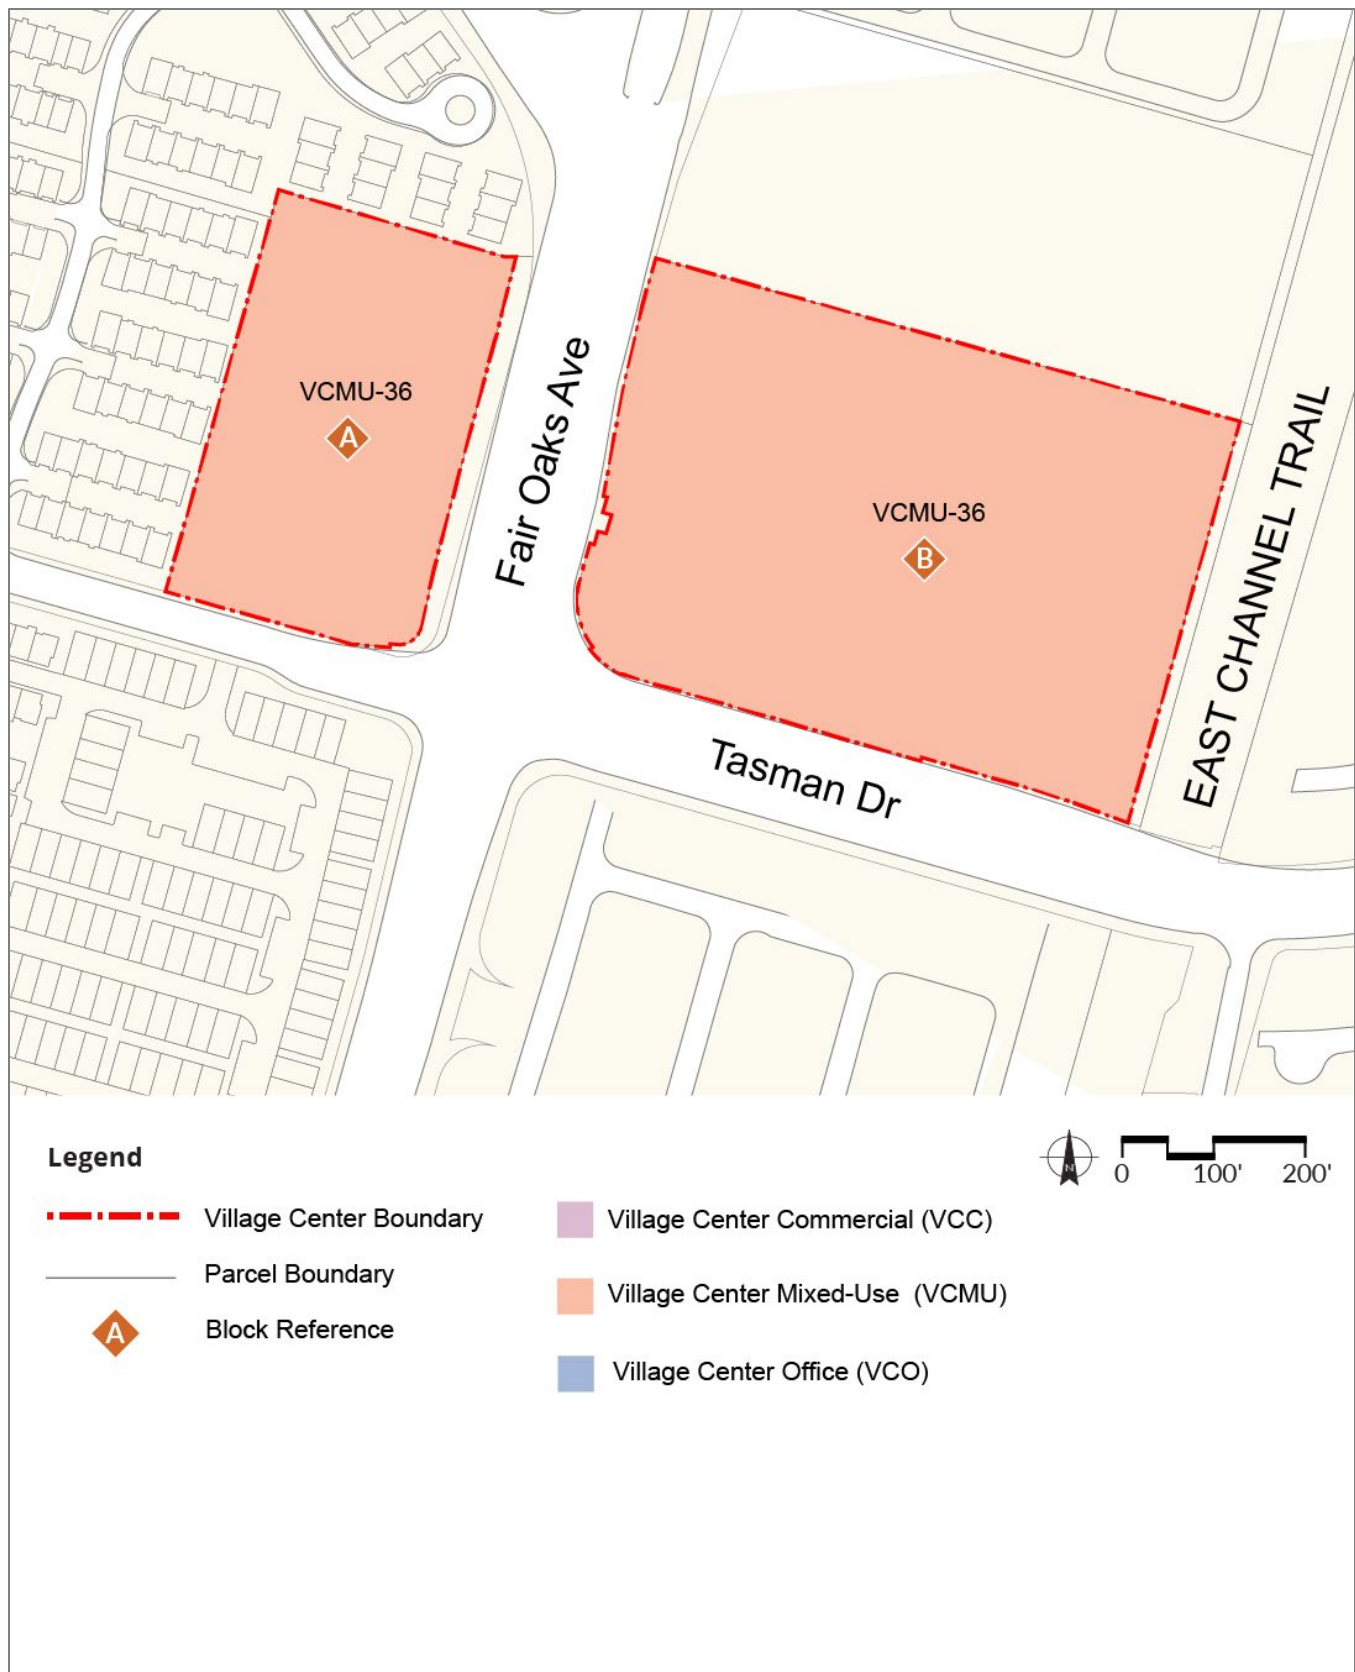 VCMU-36
A
Fair Oaks Ave
VCMU-36
B
EAST CHANNEL TRAIL
Tasman Dr
Legend
Village Center Boundary
Parcel Boundary
A
Block Reference
Village Center Commercial (VCC)
Village Center Mixed-Use (VCMU)
Village Center Office (VCO)
N
0 100' 200'